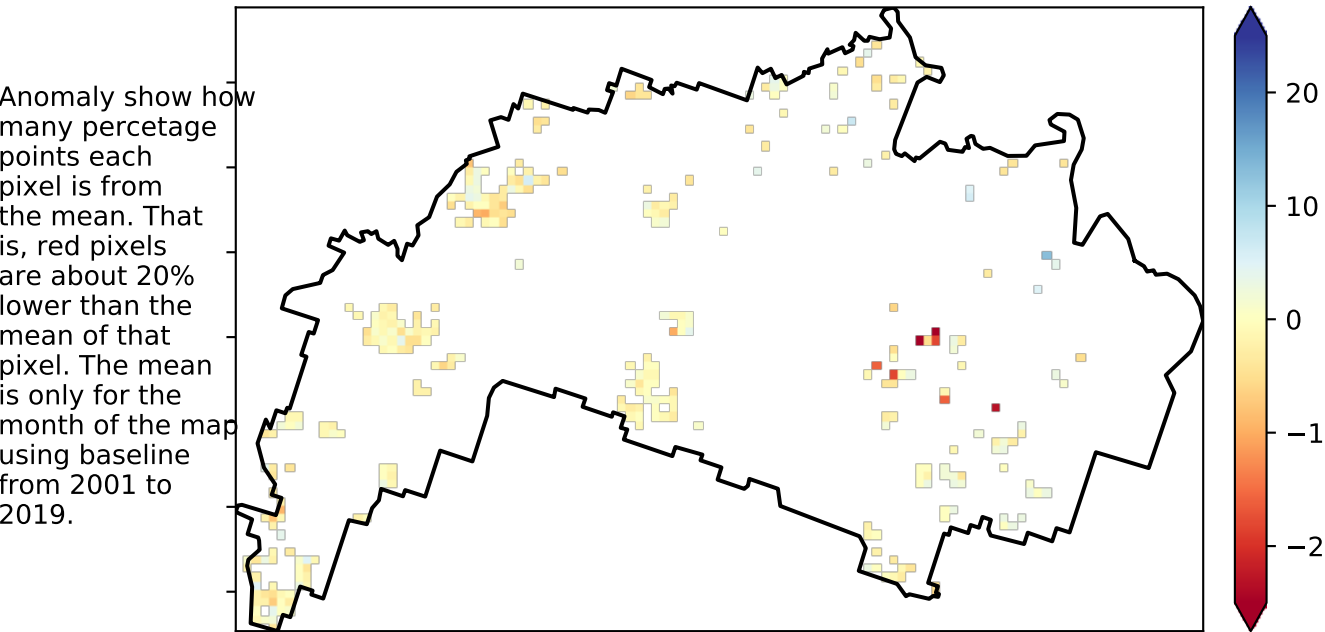 Anomaly show how
many percetage
points each
pixel is from
the mean. That
is, red pixels
are about 20%
lower than the
mean of that
pixel. The mean
is only for the
month of the map
using baseline
from 2001 to
2019.
20
10
0
−1
−2